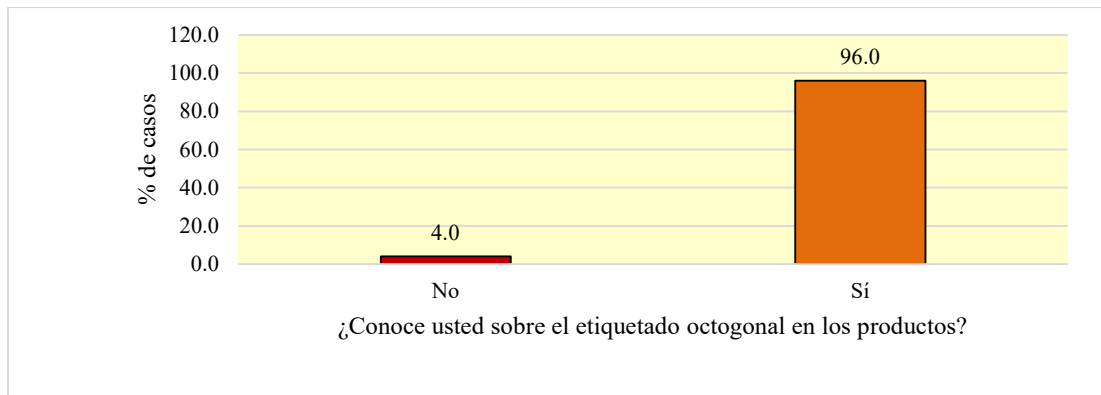 120.0
100.0
80.0
60.0
40.0
20.0
0.0
% de casos
4.0
96.0
No
Sí
¿Conoce usted sobre el etiquetado octogonal en los productos?